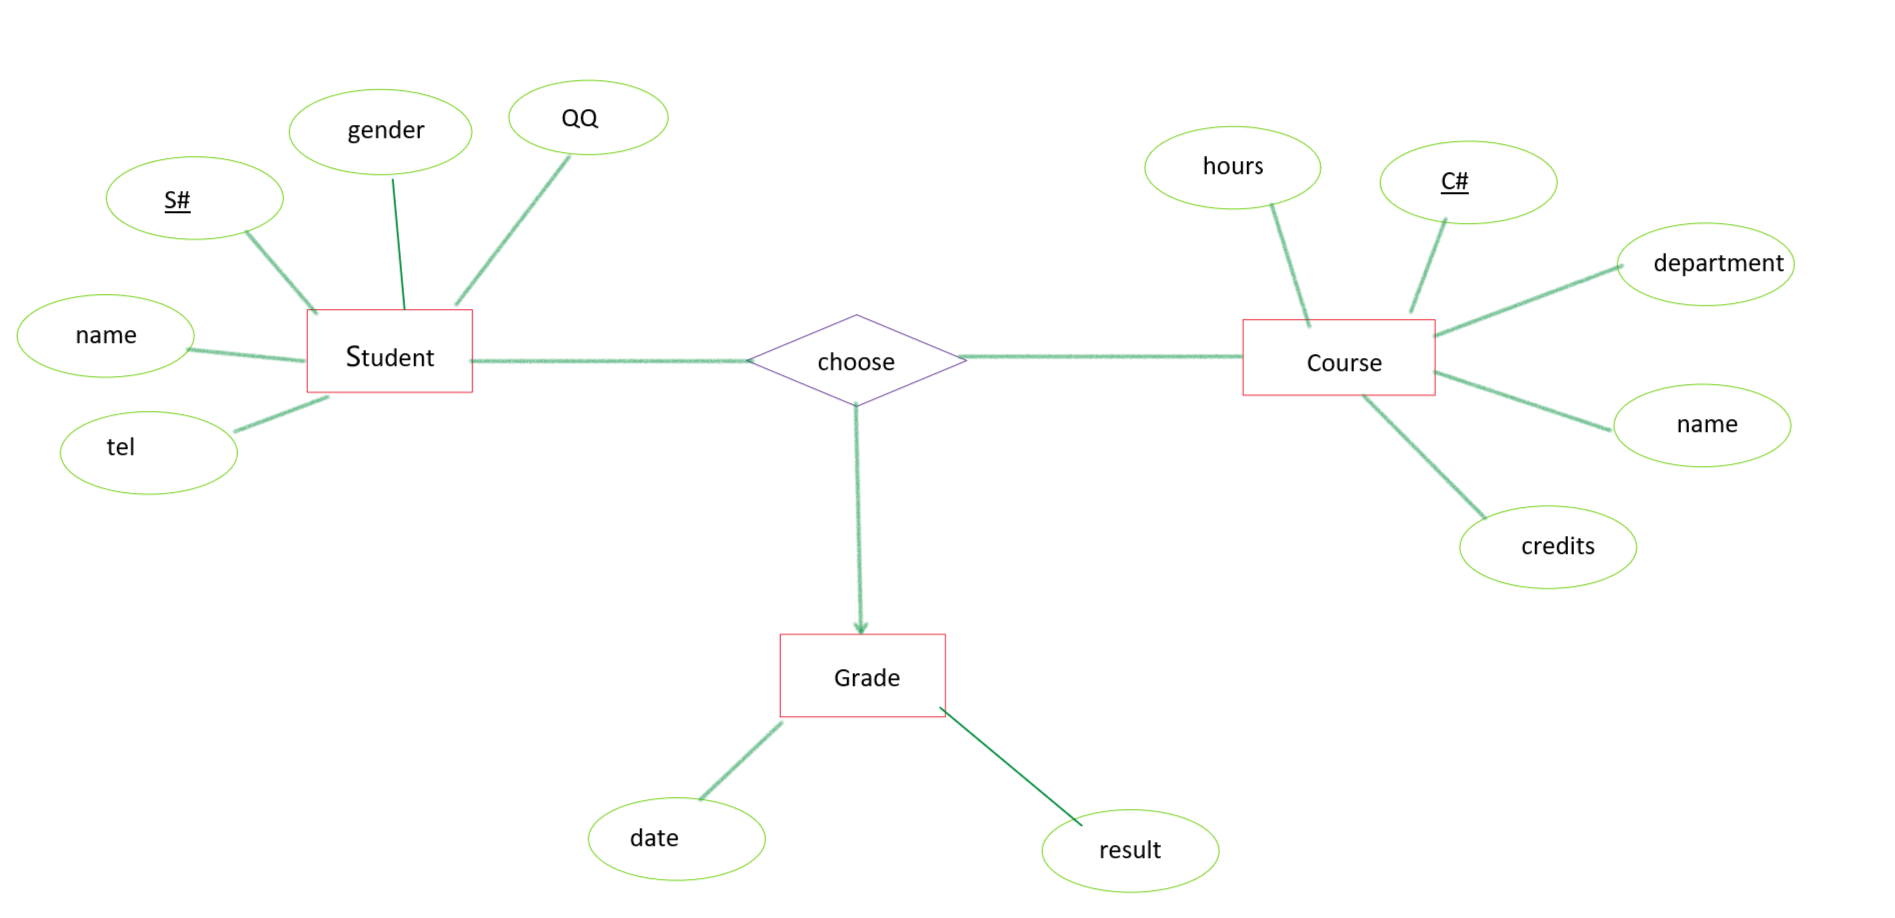 QQ
gender
hours
C#
S#
department
name
Student
choose
Course
name
tel
credits
Grade
date
result